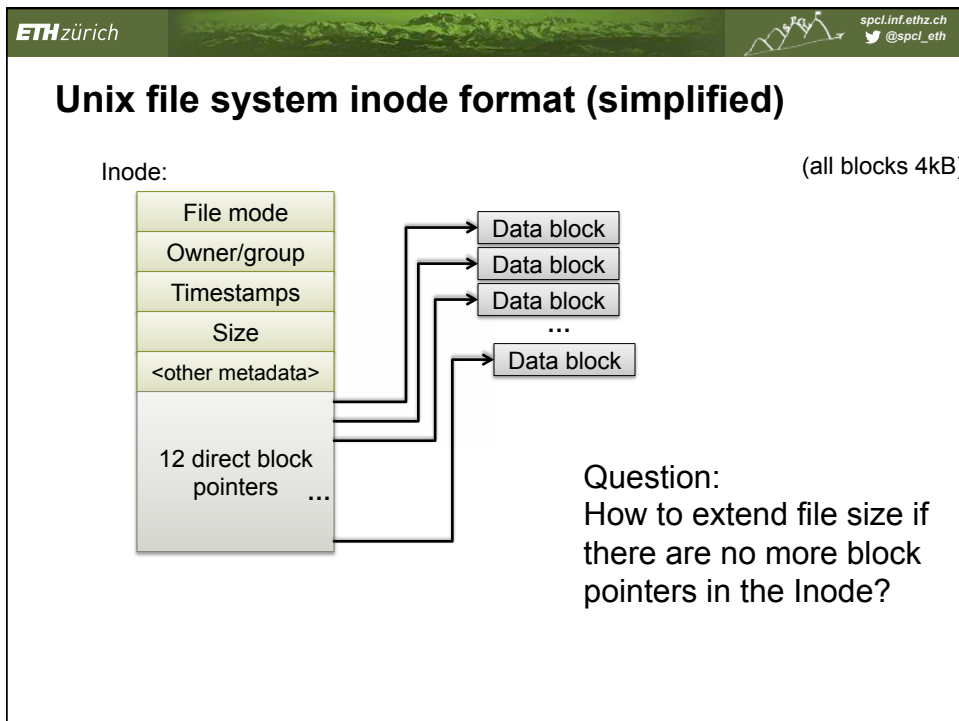 ETH zürich
spcl.inf.ethz.ch
@spcl_eth
Unix file system inode format (simplified)
Inode:
(all blocks 4kB)
File mode
Owner/group
Timestamps
Size
<other metadata>
12 direct block
pointers ...
Data block
Data block
Data block
...
Data block
Question:
How to extend file size if
there are no more block
pointers in the Inode?